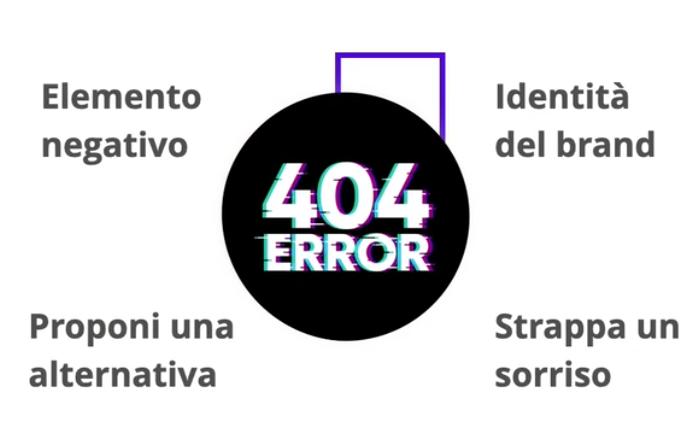 Elemento
negativo
Identità
del brand
404
ERROR
Proponi una
alternativa
Strappa un
sorriso